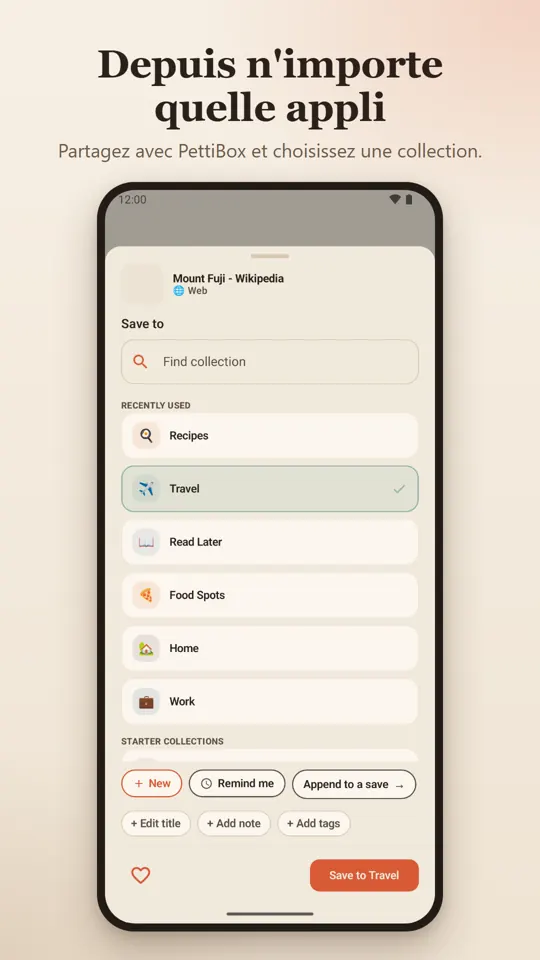 Depuis n'importe
quelle appli
Partagez avec PettiBox et choisissez une collection.
12:00
Mount Fuji - Wikipedia
🌐 Web
Save to
Find collection
RECENTLY USED
Recipes
Travel
Read Later
Food Spots
Home
Work
STARTER COLLECTIONS
+ New
Remind me
Append to a save →
+ Edit title
+ Add note
+ Add tags
Save to Travel